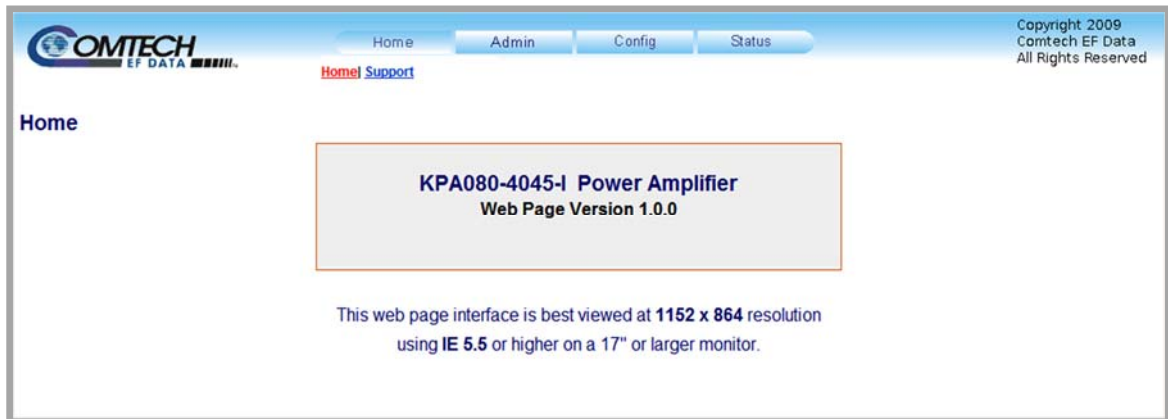 COMTECH
EF DATA
Home Admin Config Status
Copyright 2009
Comtech EF Data
All Rights Reserved
Home| Support
Home
KPA080-4045-I Power Amplifier
Web Page Version 1.0.0
This web page interface is best viewed at 1152 x 864 resolution
using IE 5.5 or higher on a 17" or larger monitor.